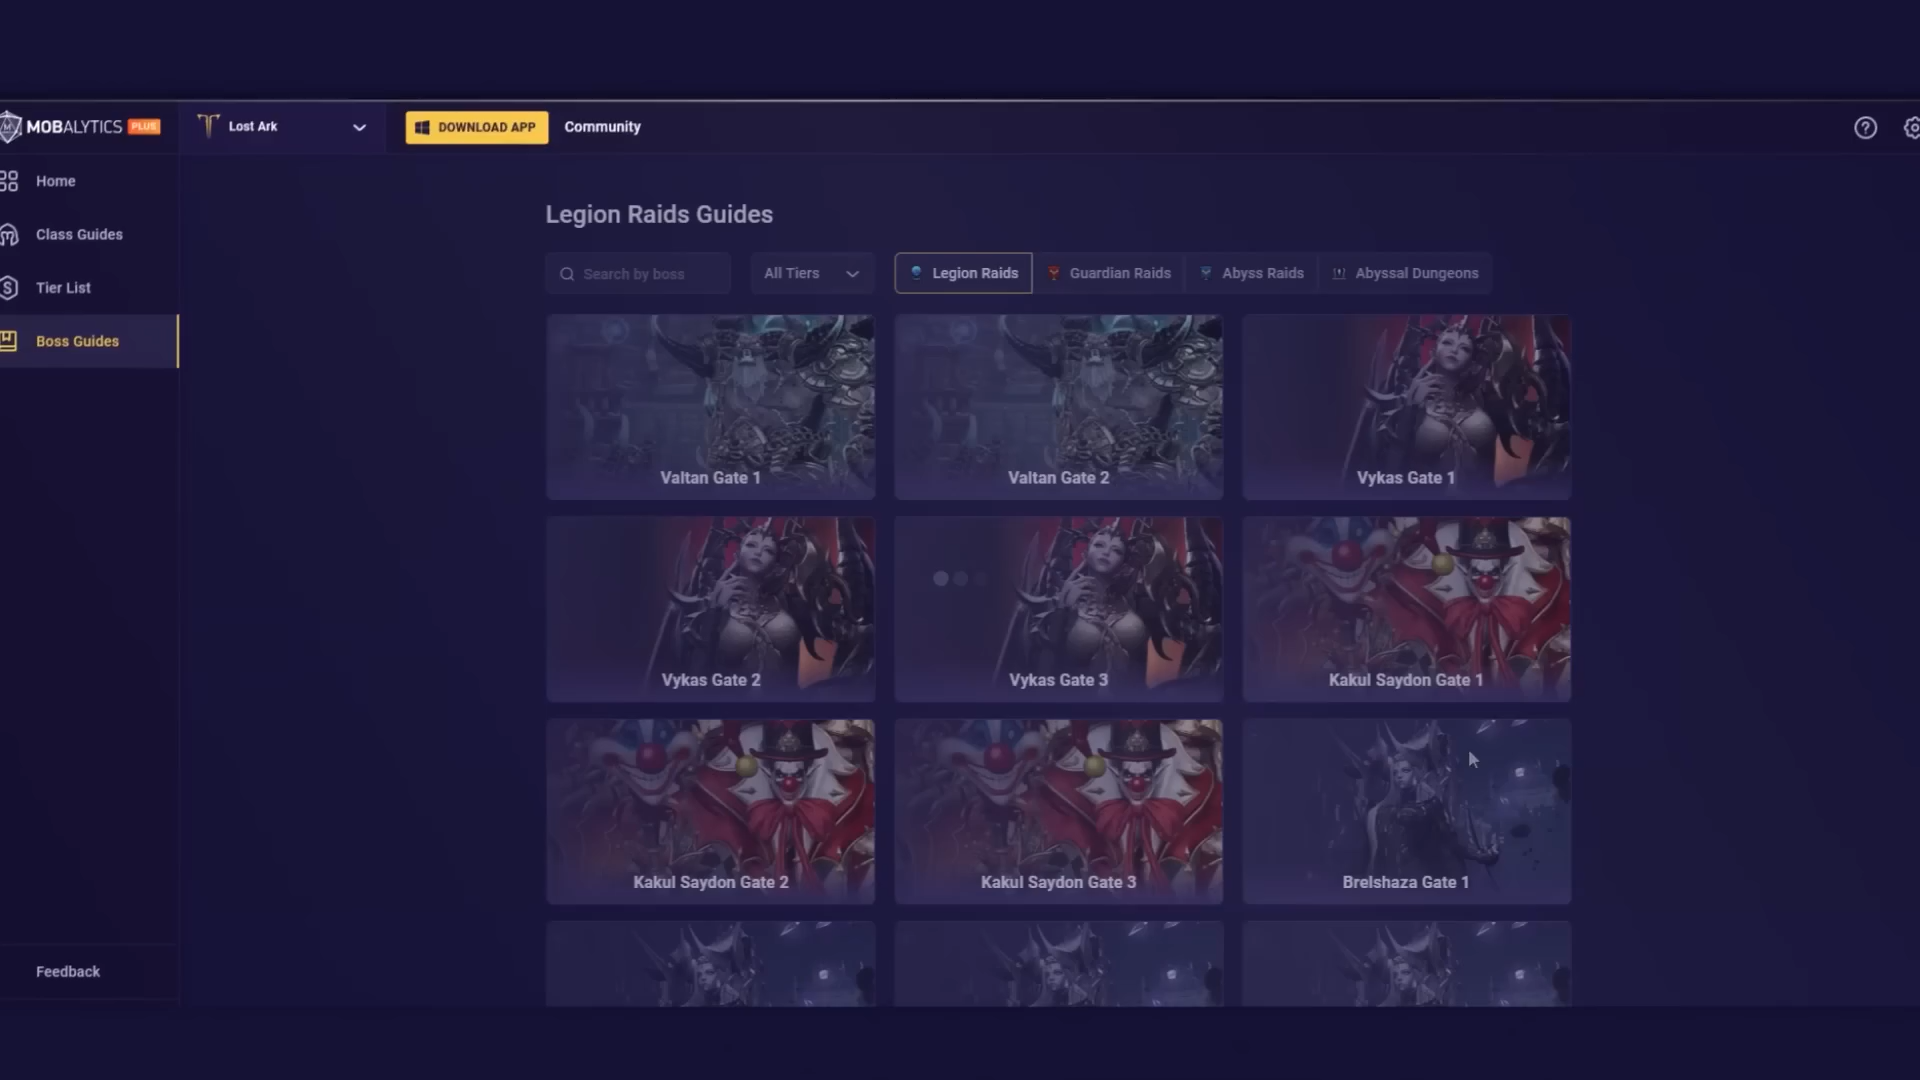 MOBALYTICS PLUS
Lost Ark
DOWNLOAD APP
Community
Home
Class Guides
Tier List
Boss Guides
Feedback
Legion Raids Guides
Search by boss
All Tiers
Legion Raids
Guardian Raids
Abyss Raids
Abyssal Dungeons
Valtan Gate 1
Valtan Gate 2
Vykas Gate 1
Vykas Gate 2
Vykas Gate 3
Kakul Saydon Gate 1
Kakul Saydon Gate 2
Kakul Saydon Gate 3
Brelshaza Gate 1